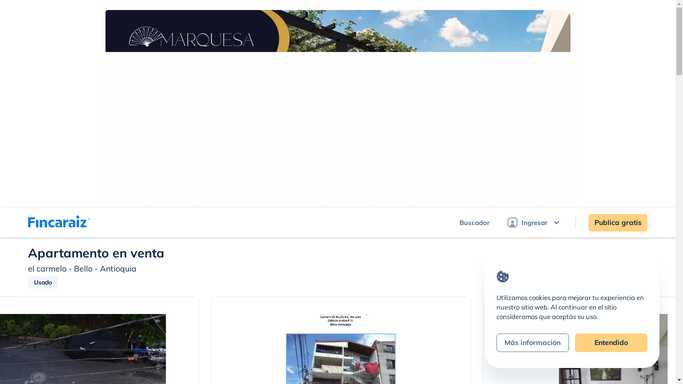 MARQUESA
Fincaraiz
Buscador
Ingresar
Publica gratis
Apartamento en venta
el carmelo - Bello - Antioquia
Usado
Utilizamos cookies para mejorar tu experiencia en
nuestro sitio web. Al continuar en el sitio
consideramos que aceptas su uso.
Más información
Entendido